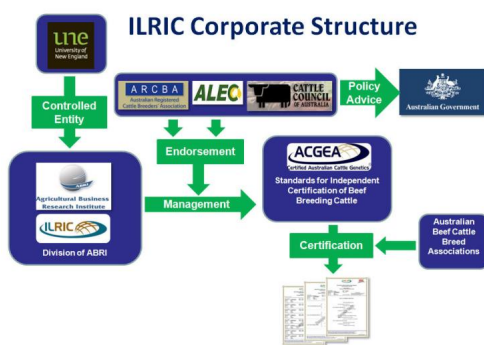 ILRIC Corporate Structure
une
University of
New England
Controlled
Entity
ARCBA
Australian Registered
Cattle Breeders' Association
ALEC
CATTLE
COUNCIL
OF AUSTRALIA
Policy
Advice
Australian Government
Endorsement
Management
ABRI
Agricultural Business
Research Institute
ILRIC
Division of ABRI
ACGEA
Certified Australian Cattle Genetics
Standards for Independent
Certification of Beef
Breeding Cattle
Certification
Australian
Beef Cattle
Breed
Associations